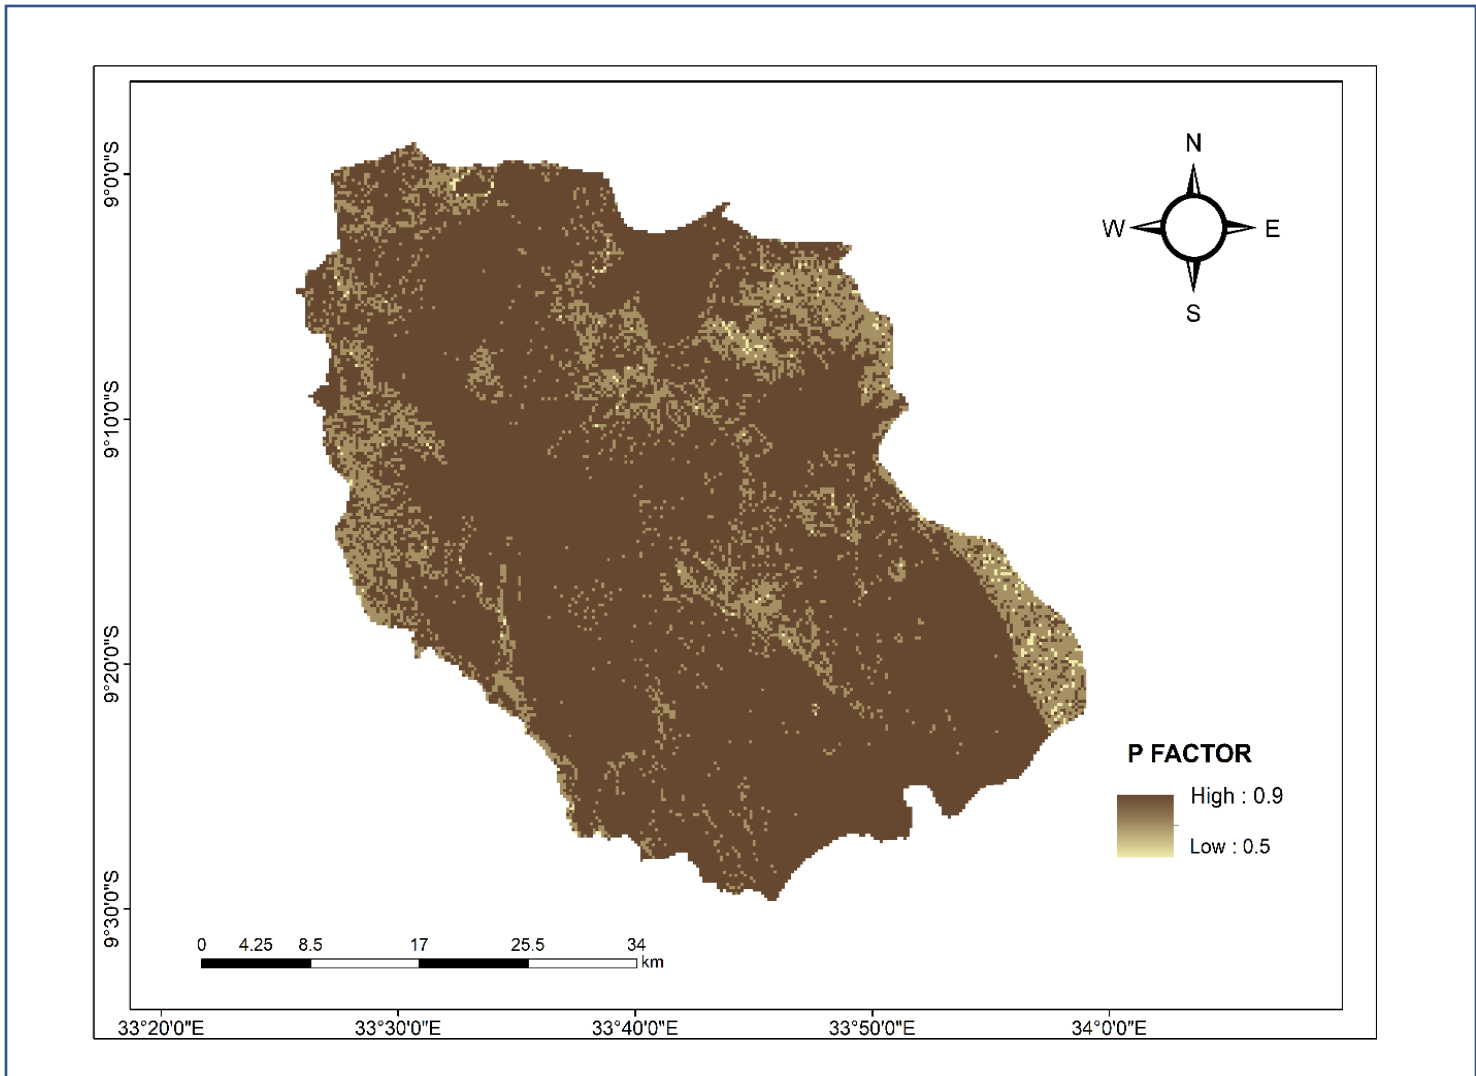 N
W E
S
9°0'0"S
9°10'0"S
9°20'0"S
9°30'0"S
P FACTOR
High : 0.9
Low : 0.5
0 4.25 8.5 17 25.5 34
km
33°20'0"E 33°30'0"E 33°40'0"E 33°50'0"E 34°0'0"E